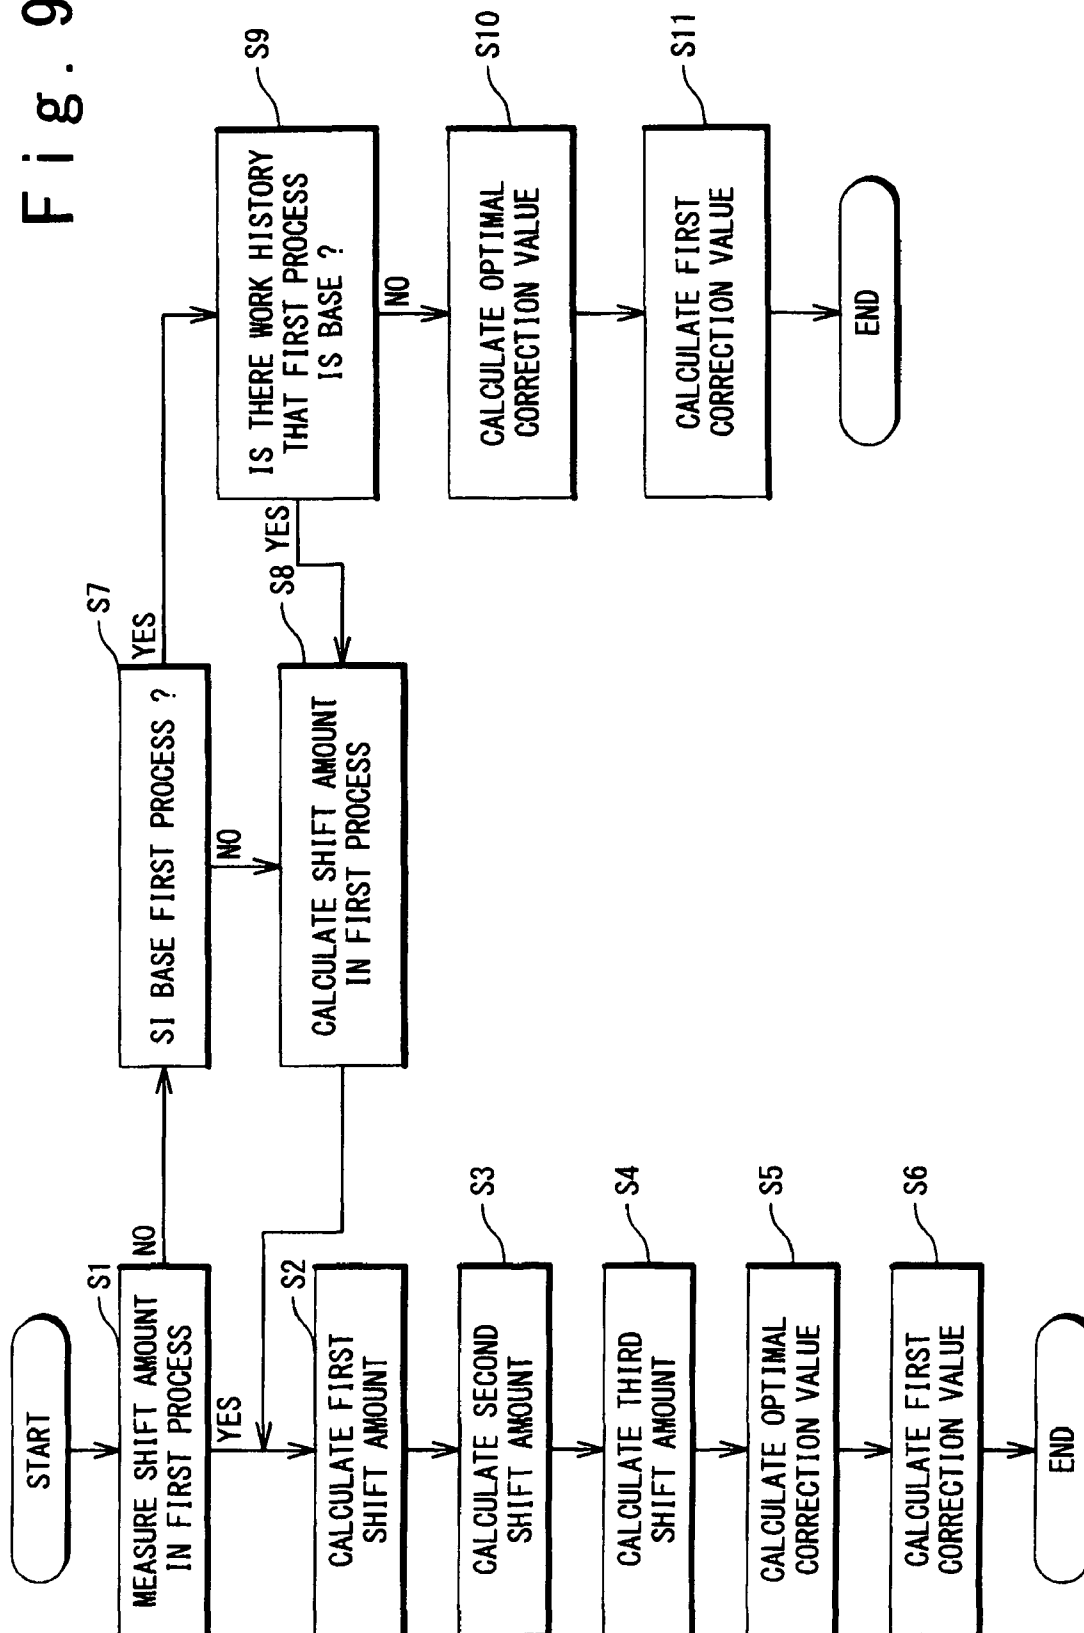 Fig. 9
START
S1
MEASURE SHIFT AMOUNT
IN FIRST PROCESS
NO
YES
S2
CALCULATE FIRST
SHIFT AMOUNT
S3
CALCULATE SECOND
SHIFT AMOUNT
S4
CALCULATE THIRD
SHIFT AMOUNT
S5
CALCULATE OPTIMAL
CORRECTION VALUE
S6
CALCULATE FIRST
CORRECTION VALUE
END
S7
SI BASE FIRST PROCESS ?
YES
NO
S8
CALCULATE SHIFT AMOUNT
IN FIRST PROCESS
S9
IS THERE WORK HISTORY
THAT FIRST PROCESS
IS BASE ?
YES
NO
S10
CALCULATE OPTIMAL
CORRECTION VALUE
S11
CALCULATE FIRST
CORRECTION VALUE
END